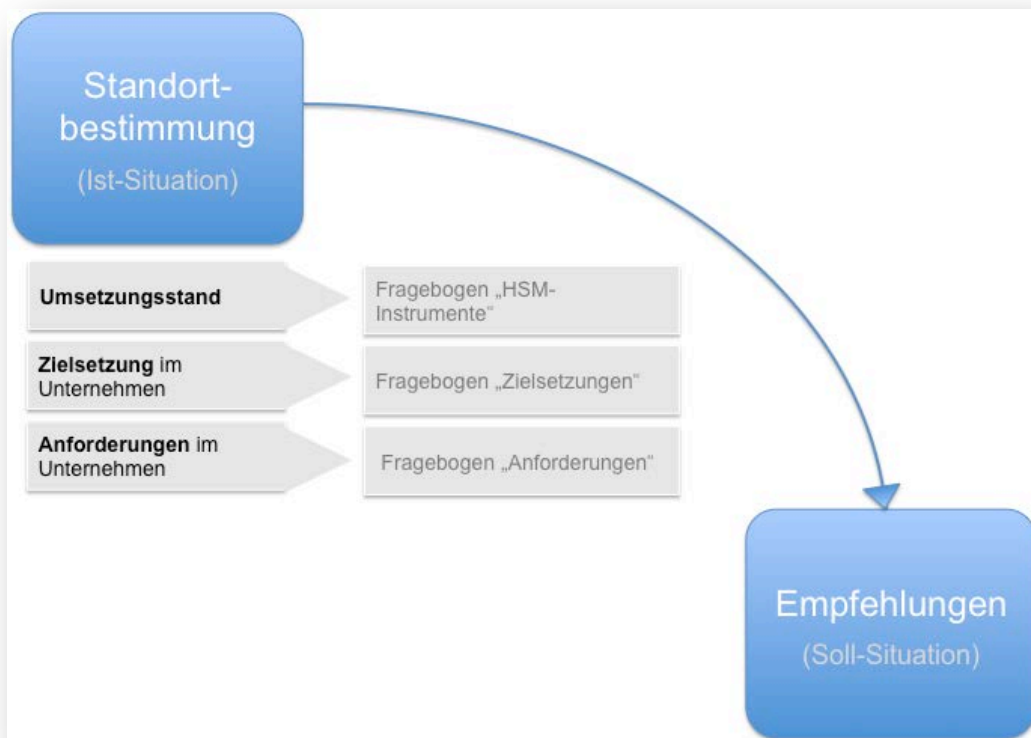 Standort-
bestimmung
(Ist-Situation)
Umsetzungsstand
Fragebogen „HSM-
Instrumente“
Zielsetzung im
Unternehmen
Fragebogen „Zielsetzungen“
Anforderungen im
Unternehmen
Fragebogen „Anforderungen“
Empfehlungen
(Soll-Situation)